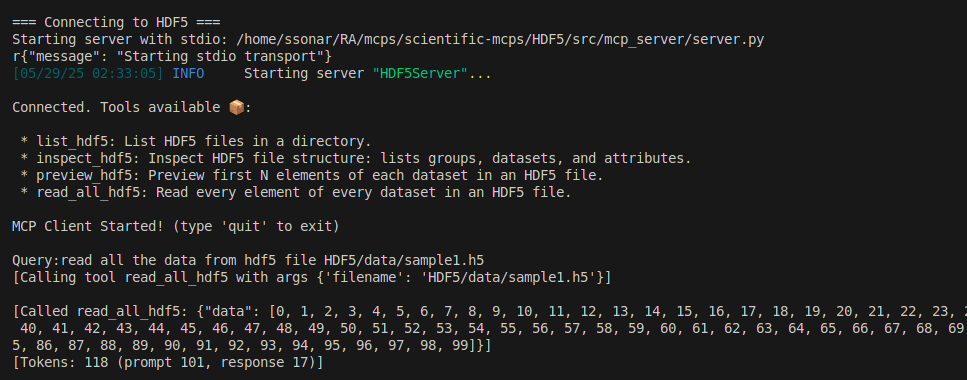 === Connecting to HDF5 ===
Starting server with stdio: /home/ssonar/RA/mcps/scientific-mcps/HDF5/src/mcp_server/server.py
r{"message": "Starting stdio transport"}
[05/29/25 02:33:05] INFO     Starting server "HDF5Server"...
Connected. Tools available 📦:
* list_hdf5: List HDF5 files in a directory.
* inspect_hdf5: Inspect HDF5 file structure: lists groups, datasets, and attributes.
* preview_hdf5: Preview first N elements of each dataset in an HDF5 file.
* read_all_hdf5: Read every element of every dataset in an HDF5 file.
MCP Client Started! (type 'quit' to exit)
Query:read all the data from hdf5 file HDF5/data/sample1.h5
[Calling tool read_all_hdf5 with args {'filename': 'HDF5/data/sample1.h5'}]
[Called read_all_hdf5: {"data": [0, 1, 2, 3, 4, 5, 6, 7, 8, 9, 10, 11, 12, 13, 14, 15, 16, 17, 18, 19, 20, 21, 22, 23,
40, 41, 42, 43, 44, 45, 46, 47, 48, 49, 50, 51, 52, 53, 54, 55, 56, 57, 58, 59, 60, 61, 62, 63, 64, 65, 66, 67, 68, 69
5, 86, 87, 88, 89, 90, 91, 92, 93, 94, 95, 96, 97, 98, 99]}]
[Tokens: 118 (prompt 101, response 17)]